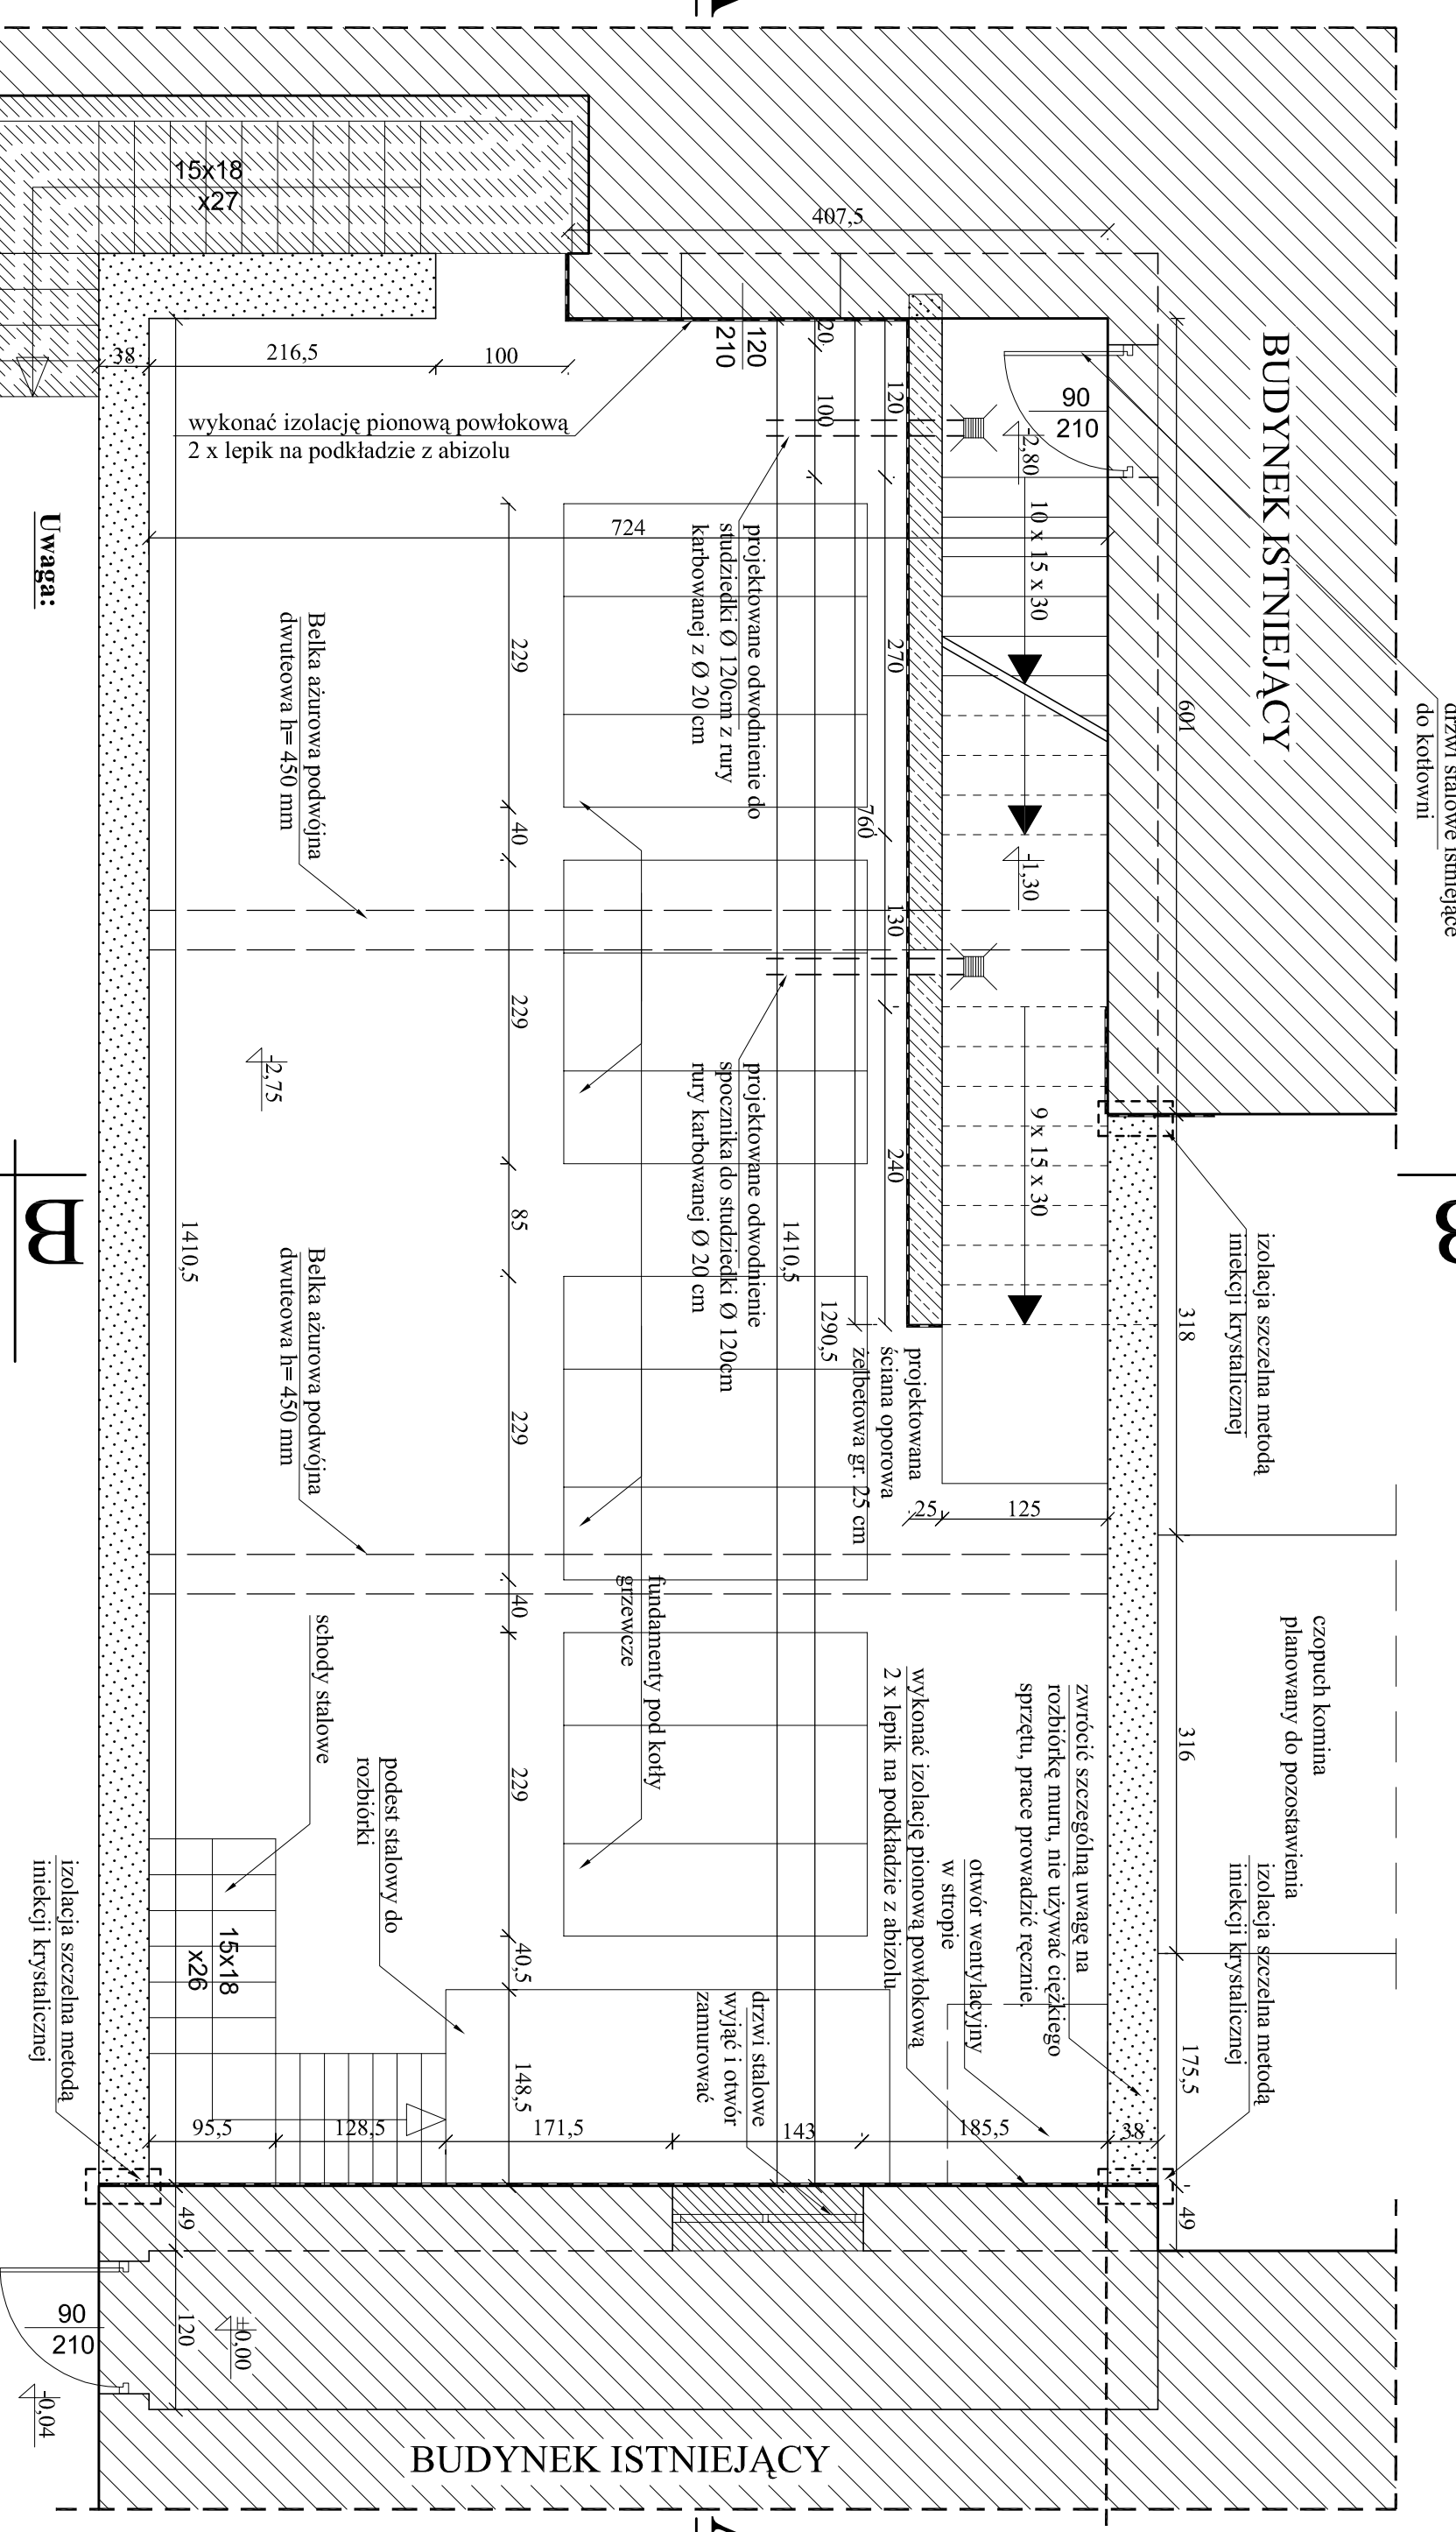 BUDYNEK ISTNIEJĄCY
drzwi stalowe istniejące
do kotłowni
15x18
x27
407,5
38
216,5
100
wykonać izolację pionową powłokową
2 x lepik na podkładzie z abizolu
120
210
20
100
120
90
210
-2,80
10 x 15 x 30
601
724
projektowane odwodnienie do
studziedki Ø 120cm z rury
karbowanej z Ø 20 cm
270
760
130
240
-1,30
9 x 15 x 30
Uwaga:
Belka ażurowa podwójna
dwuteowa h= 450 mm
229
40
229
85
229
40
229
40,5
148,5
-2,75
projektowane odwodnienie
spocznika do studziedki Ø 120cm
rury karbowanej Ø 20 cm
1410,5
1410,5
1290,5
B
B
izolacja szczelna metodą
iniekcji krystalicznej
318
projektowana
ściana oporowa
żelbetowa gr. 25 cm
25
125
Belka ażurowa podwójna
dwuteowa h= 450 mm
fundamenty pod kotły
grzewcze
czopuch komina
planowany do pozostawienia
316
izolacja szczelna metodą
iniekcji krystalicznej
zwrócić szczególną uwagę na
rozbiórkę muru, nie używać ciężkiego
sprzętu, prace prowadzić ręcznie.
wykonać izolację pionową powłokową
2 x lepik na podkładzie z abizolu
otwór wentylacyjny
w stropie
schody stalowe
podest stalowy do
rozbiórki
drzwi stalowe
wyjąć i otwór
zamurować
15x18
x26
izolacja szczelna metodą
iniekcji krystalicznej
175,5
95,5
128,5
171,5
143
185,5
38
49
49
120
±0,00
90
210
-0,04
BUDYNEK ISTNIEJĄCY